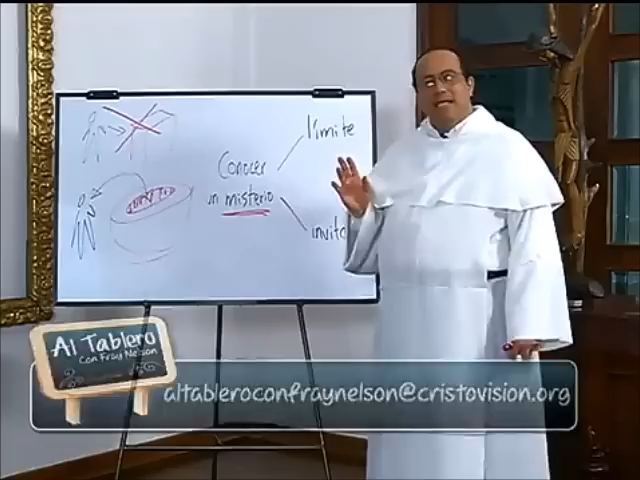 límite
Conocer
un misterio
invita
Al Tablero
Con Fray Nelson
altableroconfraynelson@cristovision.org